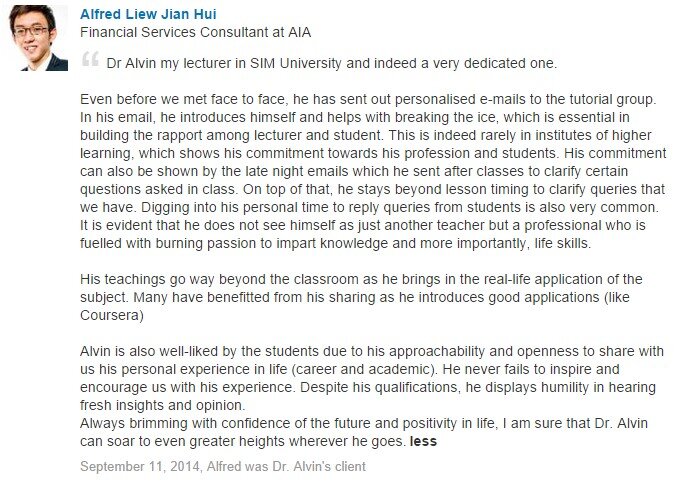 Alfred Liew Jian Hui
Financial Services Consultant at AIA
“ Dr Alvin my lecturer in SIM University and indeed a very dedicated one.
Even before we met face to face, he has sent out personalised e-mails to the tutorial group.
In his email, he introduces himself and helps with breaking the ice, which is essential in
building the rapport among lecturer and student. This is indeed rarely in institutes of higher
learning, which shows his commitment towards his profession and students. His commitment
can also be shown by the late night emails which he sent after classes to clarify certain
questions asked in class. On top of that, he stays beyond lesson timing to clarify queries that
we have. Digging into his personal time to reply queries from students is also very common.
It is evident that he does not see himself as just another teacher but a professional who is
fuelled with burning passion to impart knowledge and more importantly, life skills.
His teachings go way beyond the classroom as he brings in the real-life application of the
subject. Many have benefitted from his sharing as he introduces good applications (like
Coursera)
Alvin is also well-liked by the students due to his approachability and openness to share with
us his personal experience in life (career and academic). He never fails to inspire and
encourage us with his experience. Despite his qualifications, he displays humility in hearing
fresh insights and opinion.
Always brimming with confidence of the future and positivity in life, I am sure that Dr. Alvin
can soar to even greater heights wherever he goes. less
September 11, 2014, Alfred was Dr. Alvin's client